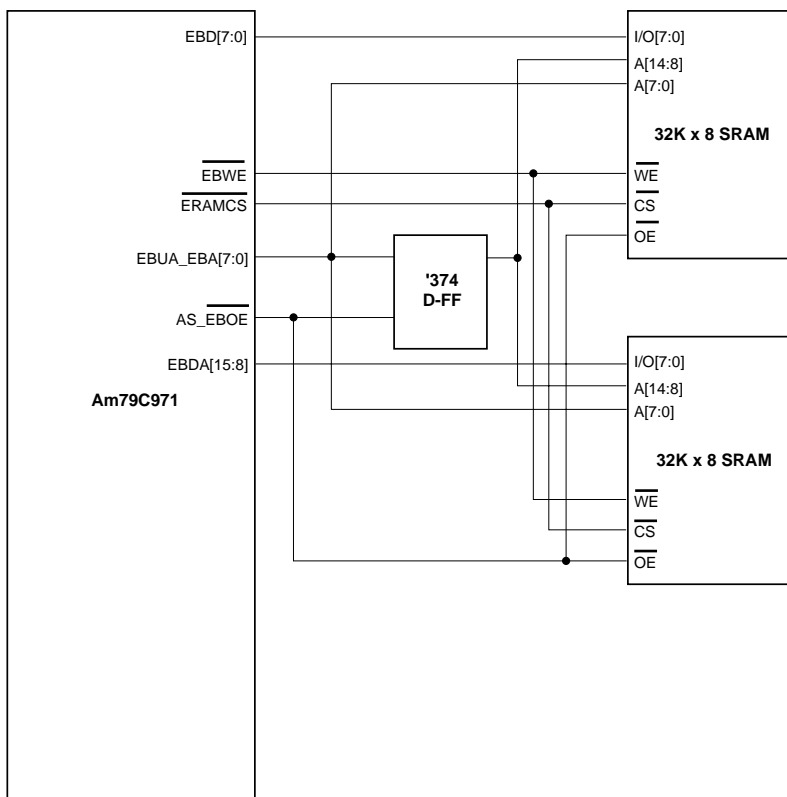 EBD[7:0]
EBWE
ERAMCS
EBUA_EBA[7:0]
AS_EBOE
EBDA[15:8]
Am79C971
'374
D-FF
I/O[7:0]
A[14:8]
A[7:0]
32K x 8 SRAM
WE
CS
OE
I/O[7:0]
A[14:8]
A[7:0]
32K x 8 SRAM
WE
CS
OE